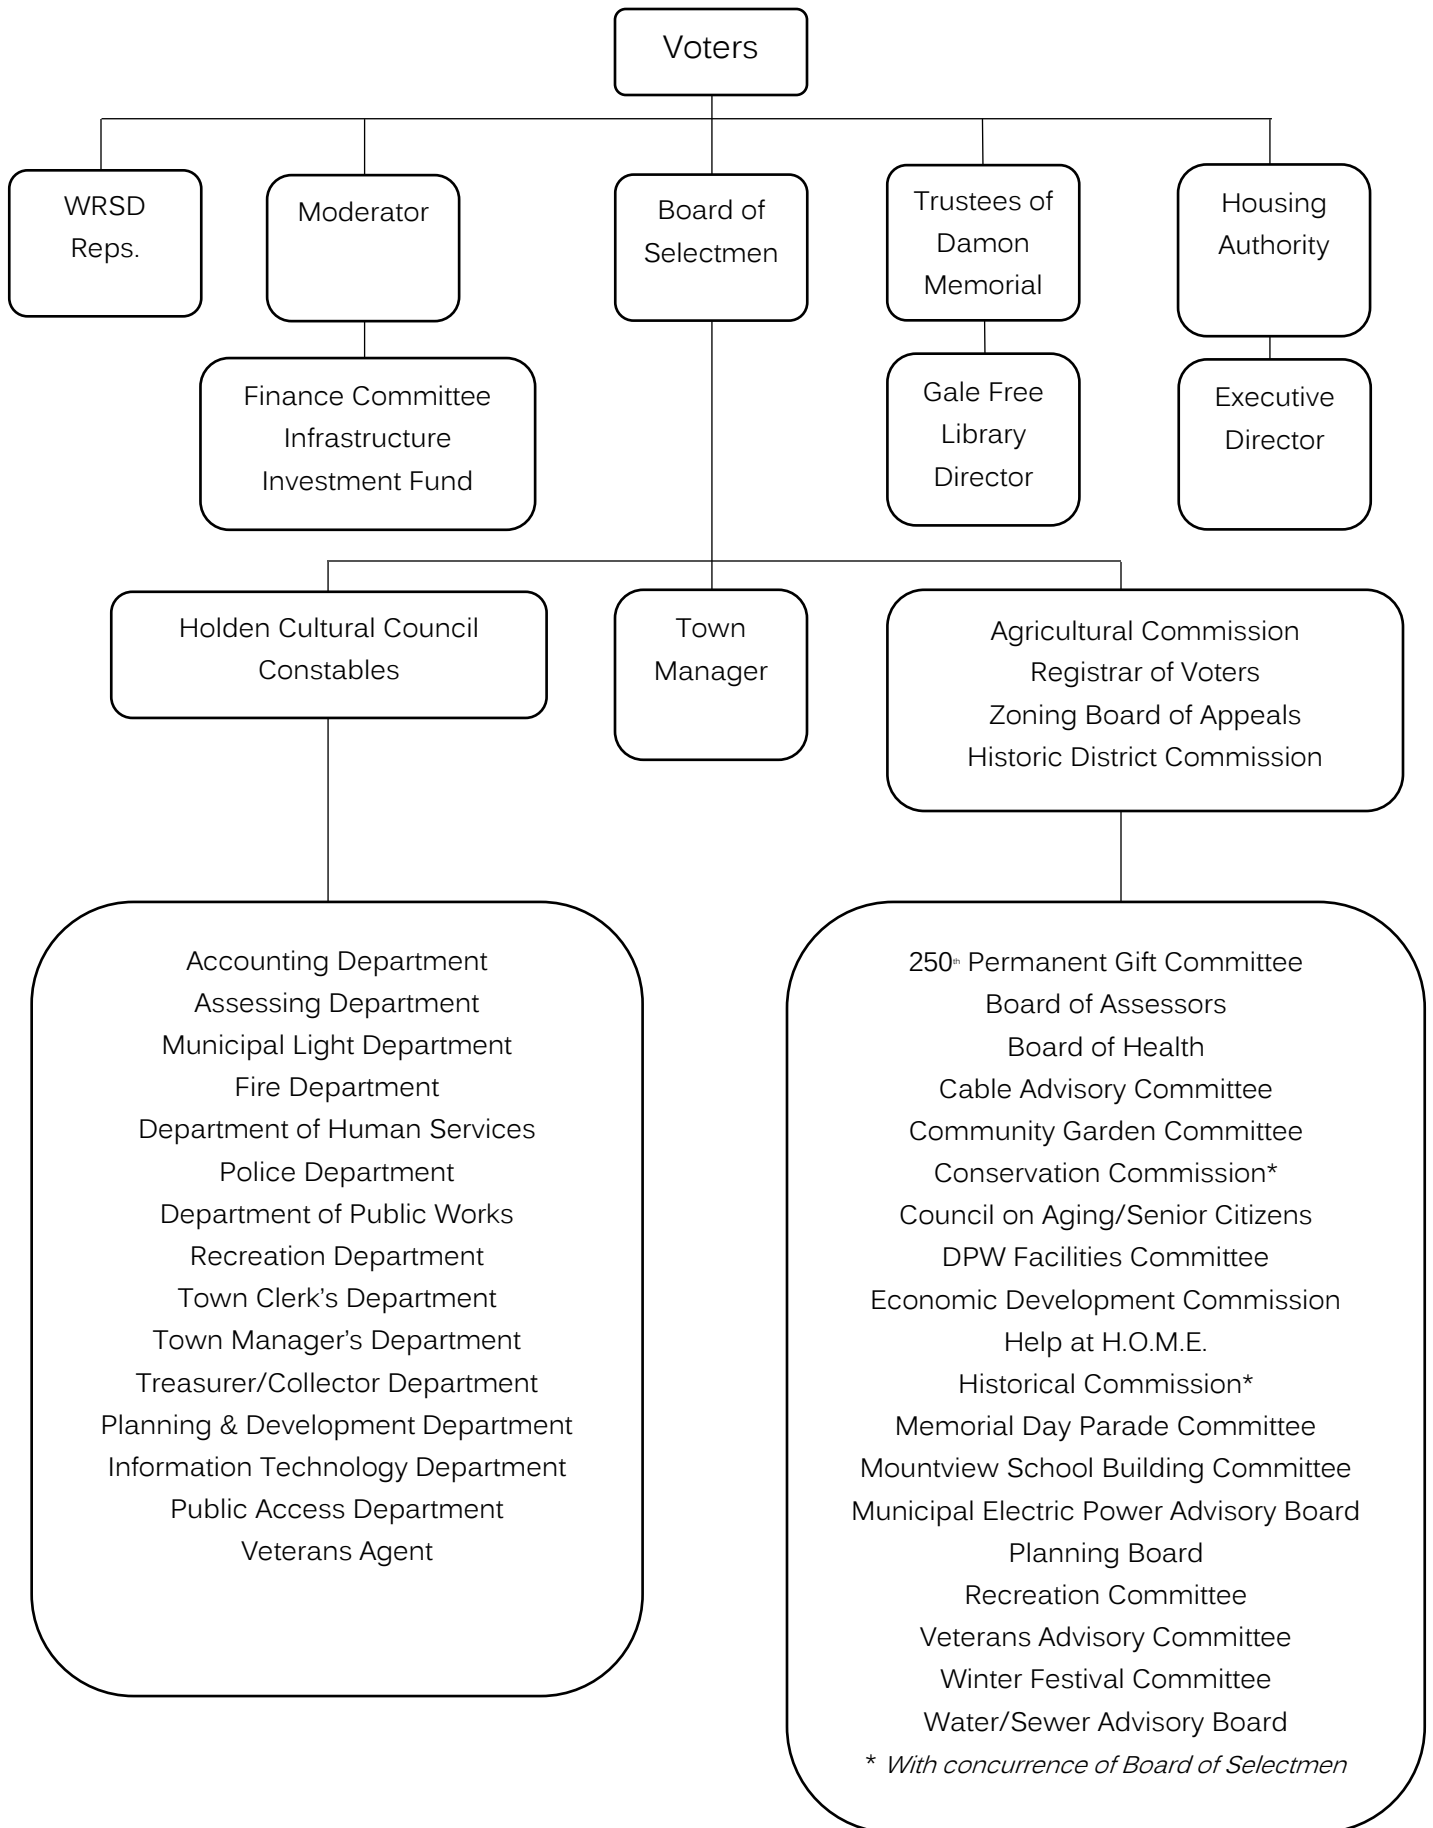 Voters
WRSD
Reps.
Moderator
Board of
Selectmen
Trustees of
Damon
Memorial
Housing
Authority
Finance Committee
Infrastructure
Investment Fund
Gale Free
Library
Director
Executive
Director
Holden Cultural Council
Constables
Town
Manager
Agricultural Commission
Registrar of Voters
Zoning Board of Appeals
Historic District Commission
Accounting Department
Assessing Department
Municipal Light Department
Fire Department
Department of Human Services
Police Department
Department of Public Works
Recreation Department
Town Clerk’s Department
Town Manager’s Department
Treasurer/Collector Department
Planning & Development Department
Information Technology Department
Public Access Department
Veterans Agent
250th Permanent Gift Committee
Board of Assessors
Board of Health
Cable Advisory Committee
Community Garden Committee
Conservation Commission*
Council on Aging/Senior Citizens
DPW Facilities Committee
Economic Development Commission
Help at H.O.M.E.
Historical Commission*
Memorial Day Parade Committee
Mountview School Building Committee
Municipal Electric Power Advisory Board
Planning Board
Recreation Committee
Veterans Advisory Committee
Winter Festival Committee
Water/Sewer Advisory Board
* With concurrence of Board of Selectmen